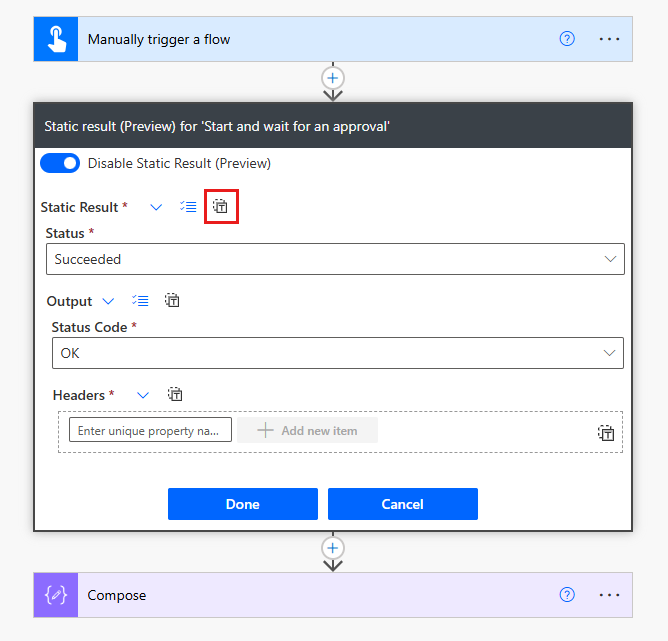 Manually trigger a flow
Static result (Preview) for 'Start and wait for an approval'
Disable Static Result (Preview)
Static Result *
Status *
Succeeded
Output
Status Code *
OK
Headers *
Enter unique property na... Add new item
Done Cancel
Compose